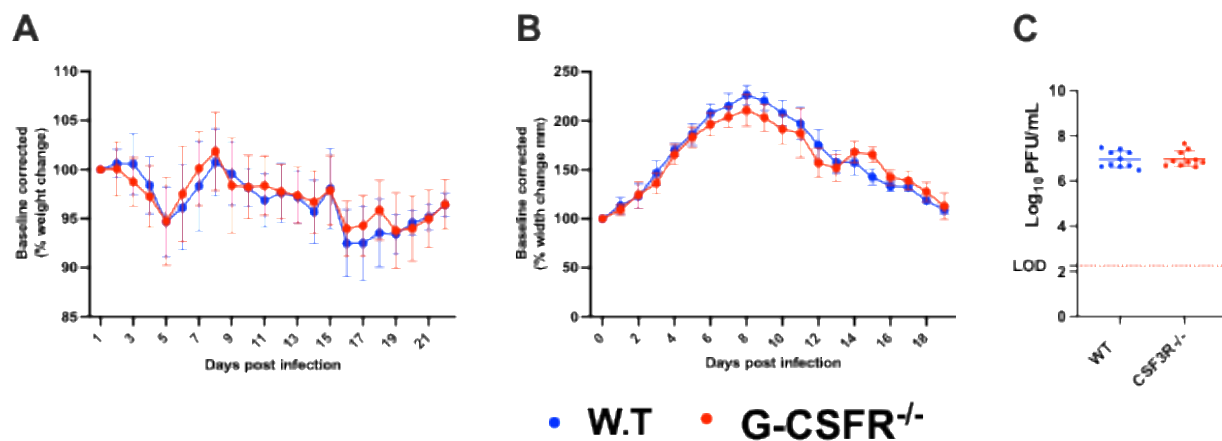 A
B
C
Baseline corrected
(% weight change)
110
105
100
95
90
85
1 3 5 7 9 11 13 15 17 19 21
Days post infection
Baseline corrected
(% width change mm)
250
200
150
100
50
0
0 2 4 6 8 10 12 14 16 18
Days post infection
Log10 PFU/mL
10
8
6
4
LOD
2
0
WT
CSF3R-/-
W.T
G-CSFR-/-